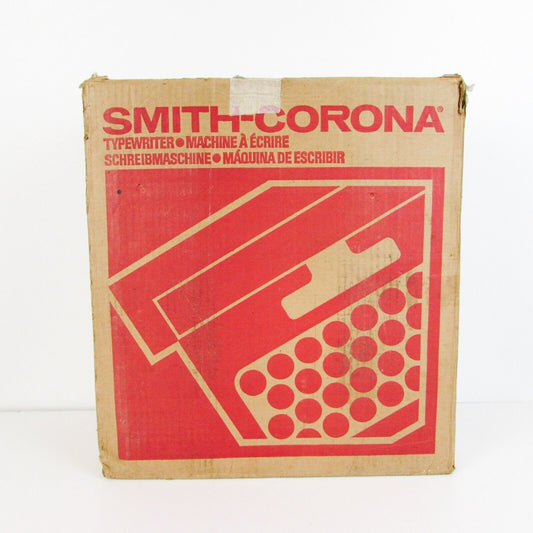 SMITH-CORONA®
TYPEWRITER • MACHINE À ÉCRIRE
SCHREIBMASCHINE • MÁQUINA DE ESCRIBIR